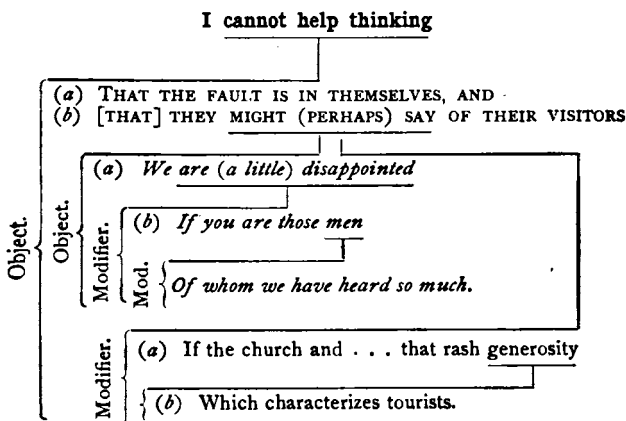 I cannot help thinking
(a) THAT THE FAULT IS IN THEMSELVES, AND
(b) [THAT] THEY MIGHT (PERHAPS) SAY OF THEIR VISITORS
(a) We are (a little) disappointed
(b) If you are those men
Of whom we have heard so much.
(a) If the church and . . . that rash generosity
(b) Which characterizes tourists.
Object.
Object.
Modifier.
Mod.
Modifier.